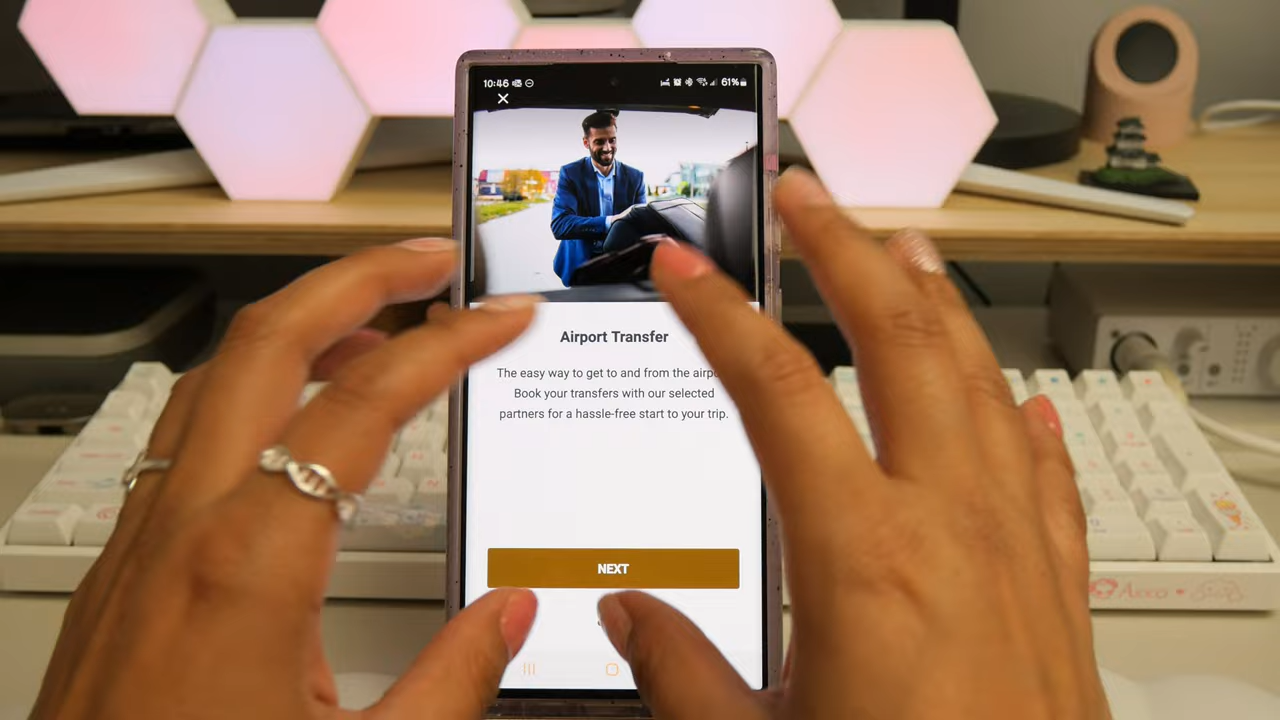 10:46
61%
Airport Transfer
The easy way to get to and from the
Book your transfers with our selected
partners for a hassle-free start to your trip.
NEXT
Akko